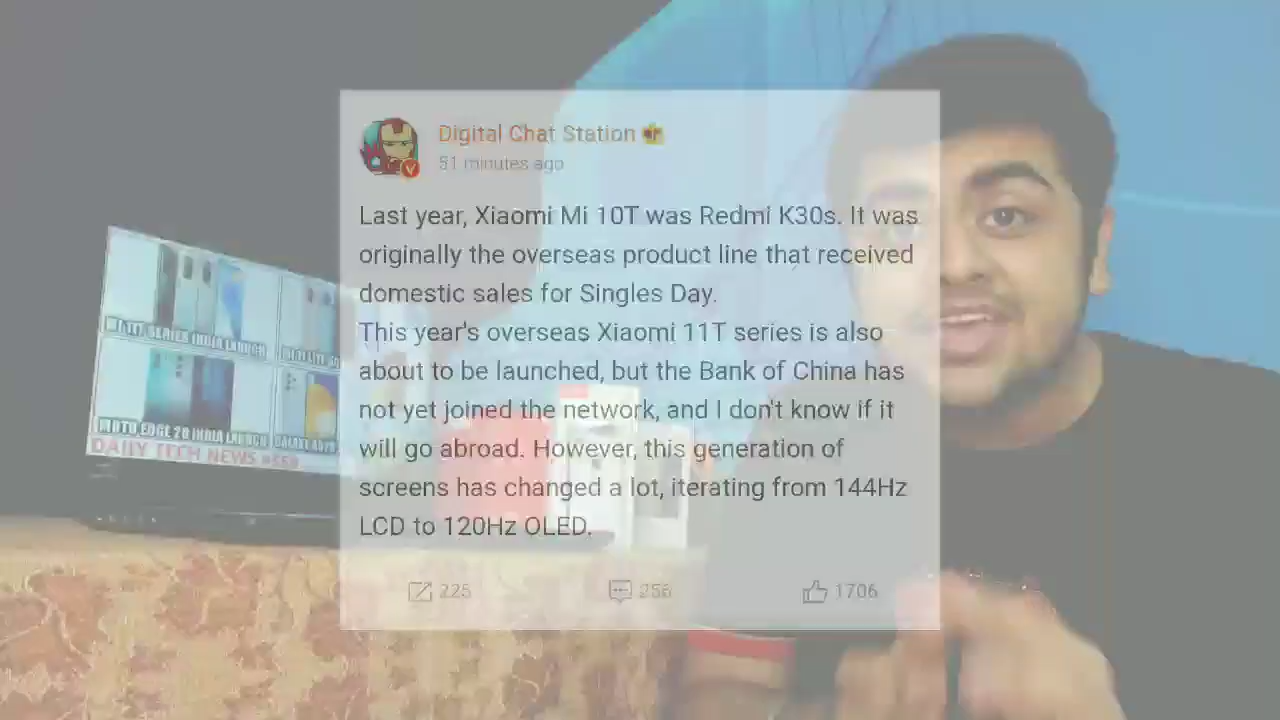 Digital Chat Station
51 minutes ago
Last year, Xiaomi Mi 10T was Redmi K30s. It was
originally the overseas product line that received
domestic sales for Singles Day.
This year's overseas Xiaomi 11T series is also
about to be launched, but the Bank of China has
not yet joined the network, and I don't know if it
will go abroad. However, this generation of
screens has changed a lot, iterating from 144Hz
LCD to 120Hz OLED.
225 256 1706
SERIES INDIA LAUNCH
MOTO EDGE 20 INDIA LAUNCH
DAILY TECH NEWS